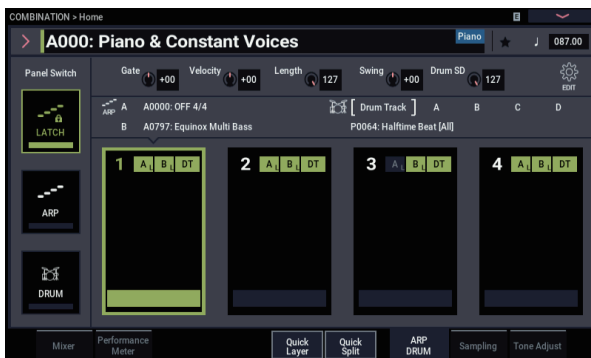 COMBINATION > Home
E
A000: Piano & Constant Voices
Piano
♩ 087.00
Panel Switch
Gate +00 Velocity +00 Length 127 Swing +00 Drum SD 127
EDIT
LATCH
ARP A A0000: OFF 4/4 [ Drum Track ] A B C D
B A0797: Equinox Multi Bass P0064: Halftime Beat [All]
1 A L B L DT 2 A L B L DT 3 A L B L DT 4 A L B L DT
ARP
DRUM
Mixer Performance Meter Quick Layer Quick Split ARP DRUM Sampling Tone Adjust